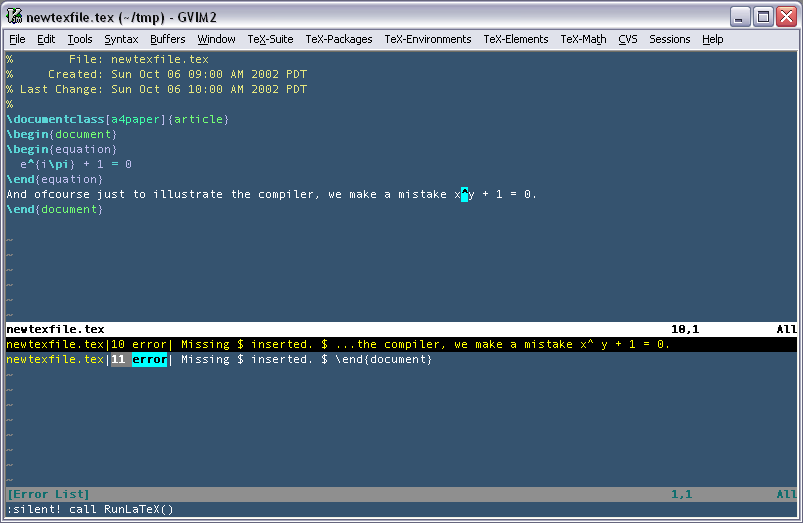 newtexfile.tex (~/tmp) - GVIM2
File Edit Tools Syntax Buffers Window TeX-Suite TeX-Packages TeX-Environments TeX-Elements TeX-Math CVS Sessions Help
%        File: newtexfile.tex
%     Created: Sun Oct 06 09:00 AM 2002 PDT
% Last Change: Sun Oct 06 10:00 AM 2002 PDT
%
\documentclass[a4paper]{article}
\begin{document}
\begin{equation}
  e^{i\pi} + 1 = 0
\end{equation}
And ofcourse just to illustrate the compiler, we make a mistake x^y + 1 = 0.
\end{document}
~
~
~
~
~
~
newtexfile.tex 10,1 All
newtexfile.tex|10 error| Missing $ inserted. $ ...the compiler, we make a mistake x^ y + 1 = 0.
newtexfile.tex|11 error| Missing $ inserted. $ \end{document}
~
~
~
~
~
~
~
~
[Error List] 1,1 All
:silent! call RunLaTeX()